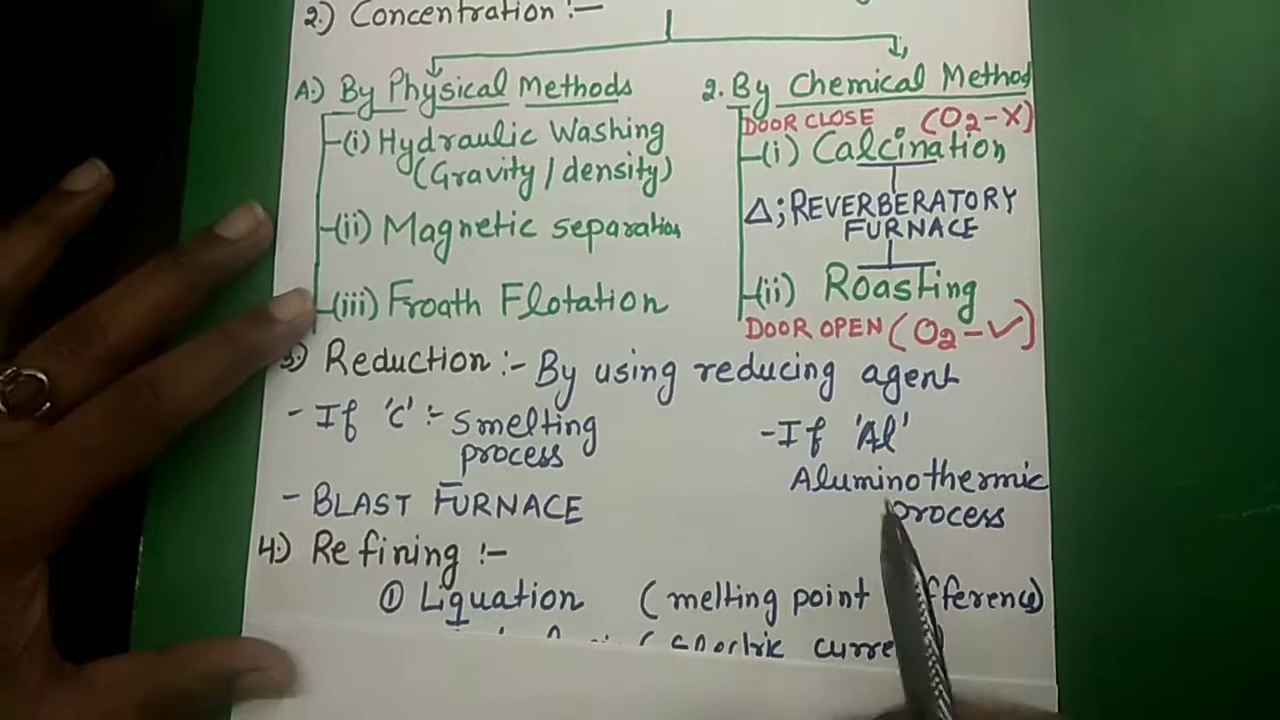 2.) Concentration :-
A.) By Physical Methods
(i) Hydraulic Washing
(Gravity / density)
(ii) Magnetic separation
(iii) Froath Flotation
2. By Chemical Method
DOOR CLOSE (O2-X)
(i) Calcination
Δ; REVERBERATORY
FURNACE
(ii) Roasting
DOOR OPEN (O2-✓)
3.) Reduction :- By using reducing agent
- If 'C' :- Smelting
process
- BLAST FURNACE
- If 'Al'
Aluminothermic
process
4.) Refining :-
① Liquation (melting point